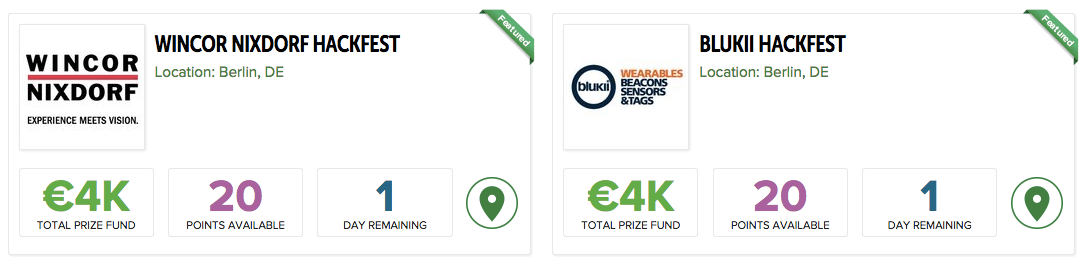 Featured
WINCOR
NIXDORF
EXPERIENCE MEETS VISION.
WINCOR NIXDORF HACKFEST
Location: Berlin, DE
€4K
TOTAL PRIZE FUND
20
POINTS AVAILABLE
1
DAY REMAINING
Featured
blukii
WEARABLES
BEACONS
SENSORS
&TAGS
BLUKII HACKFEST
Location: Berlin, DE
€4K
TOTAL PRIZE FUND
20
POINTS AVAILABLE
1
DAY REMAINING